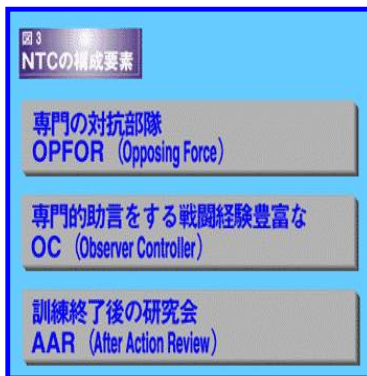 図3
NTCの構成要素
専門の対抗部隊
OPFOR（Opposing Force）
専門的助言をする戦闘経験豊富な
OC（Observer Controller）
訓練終了後の研究会
AAR（After Action Review）